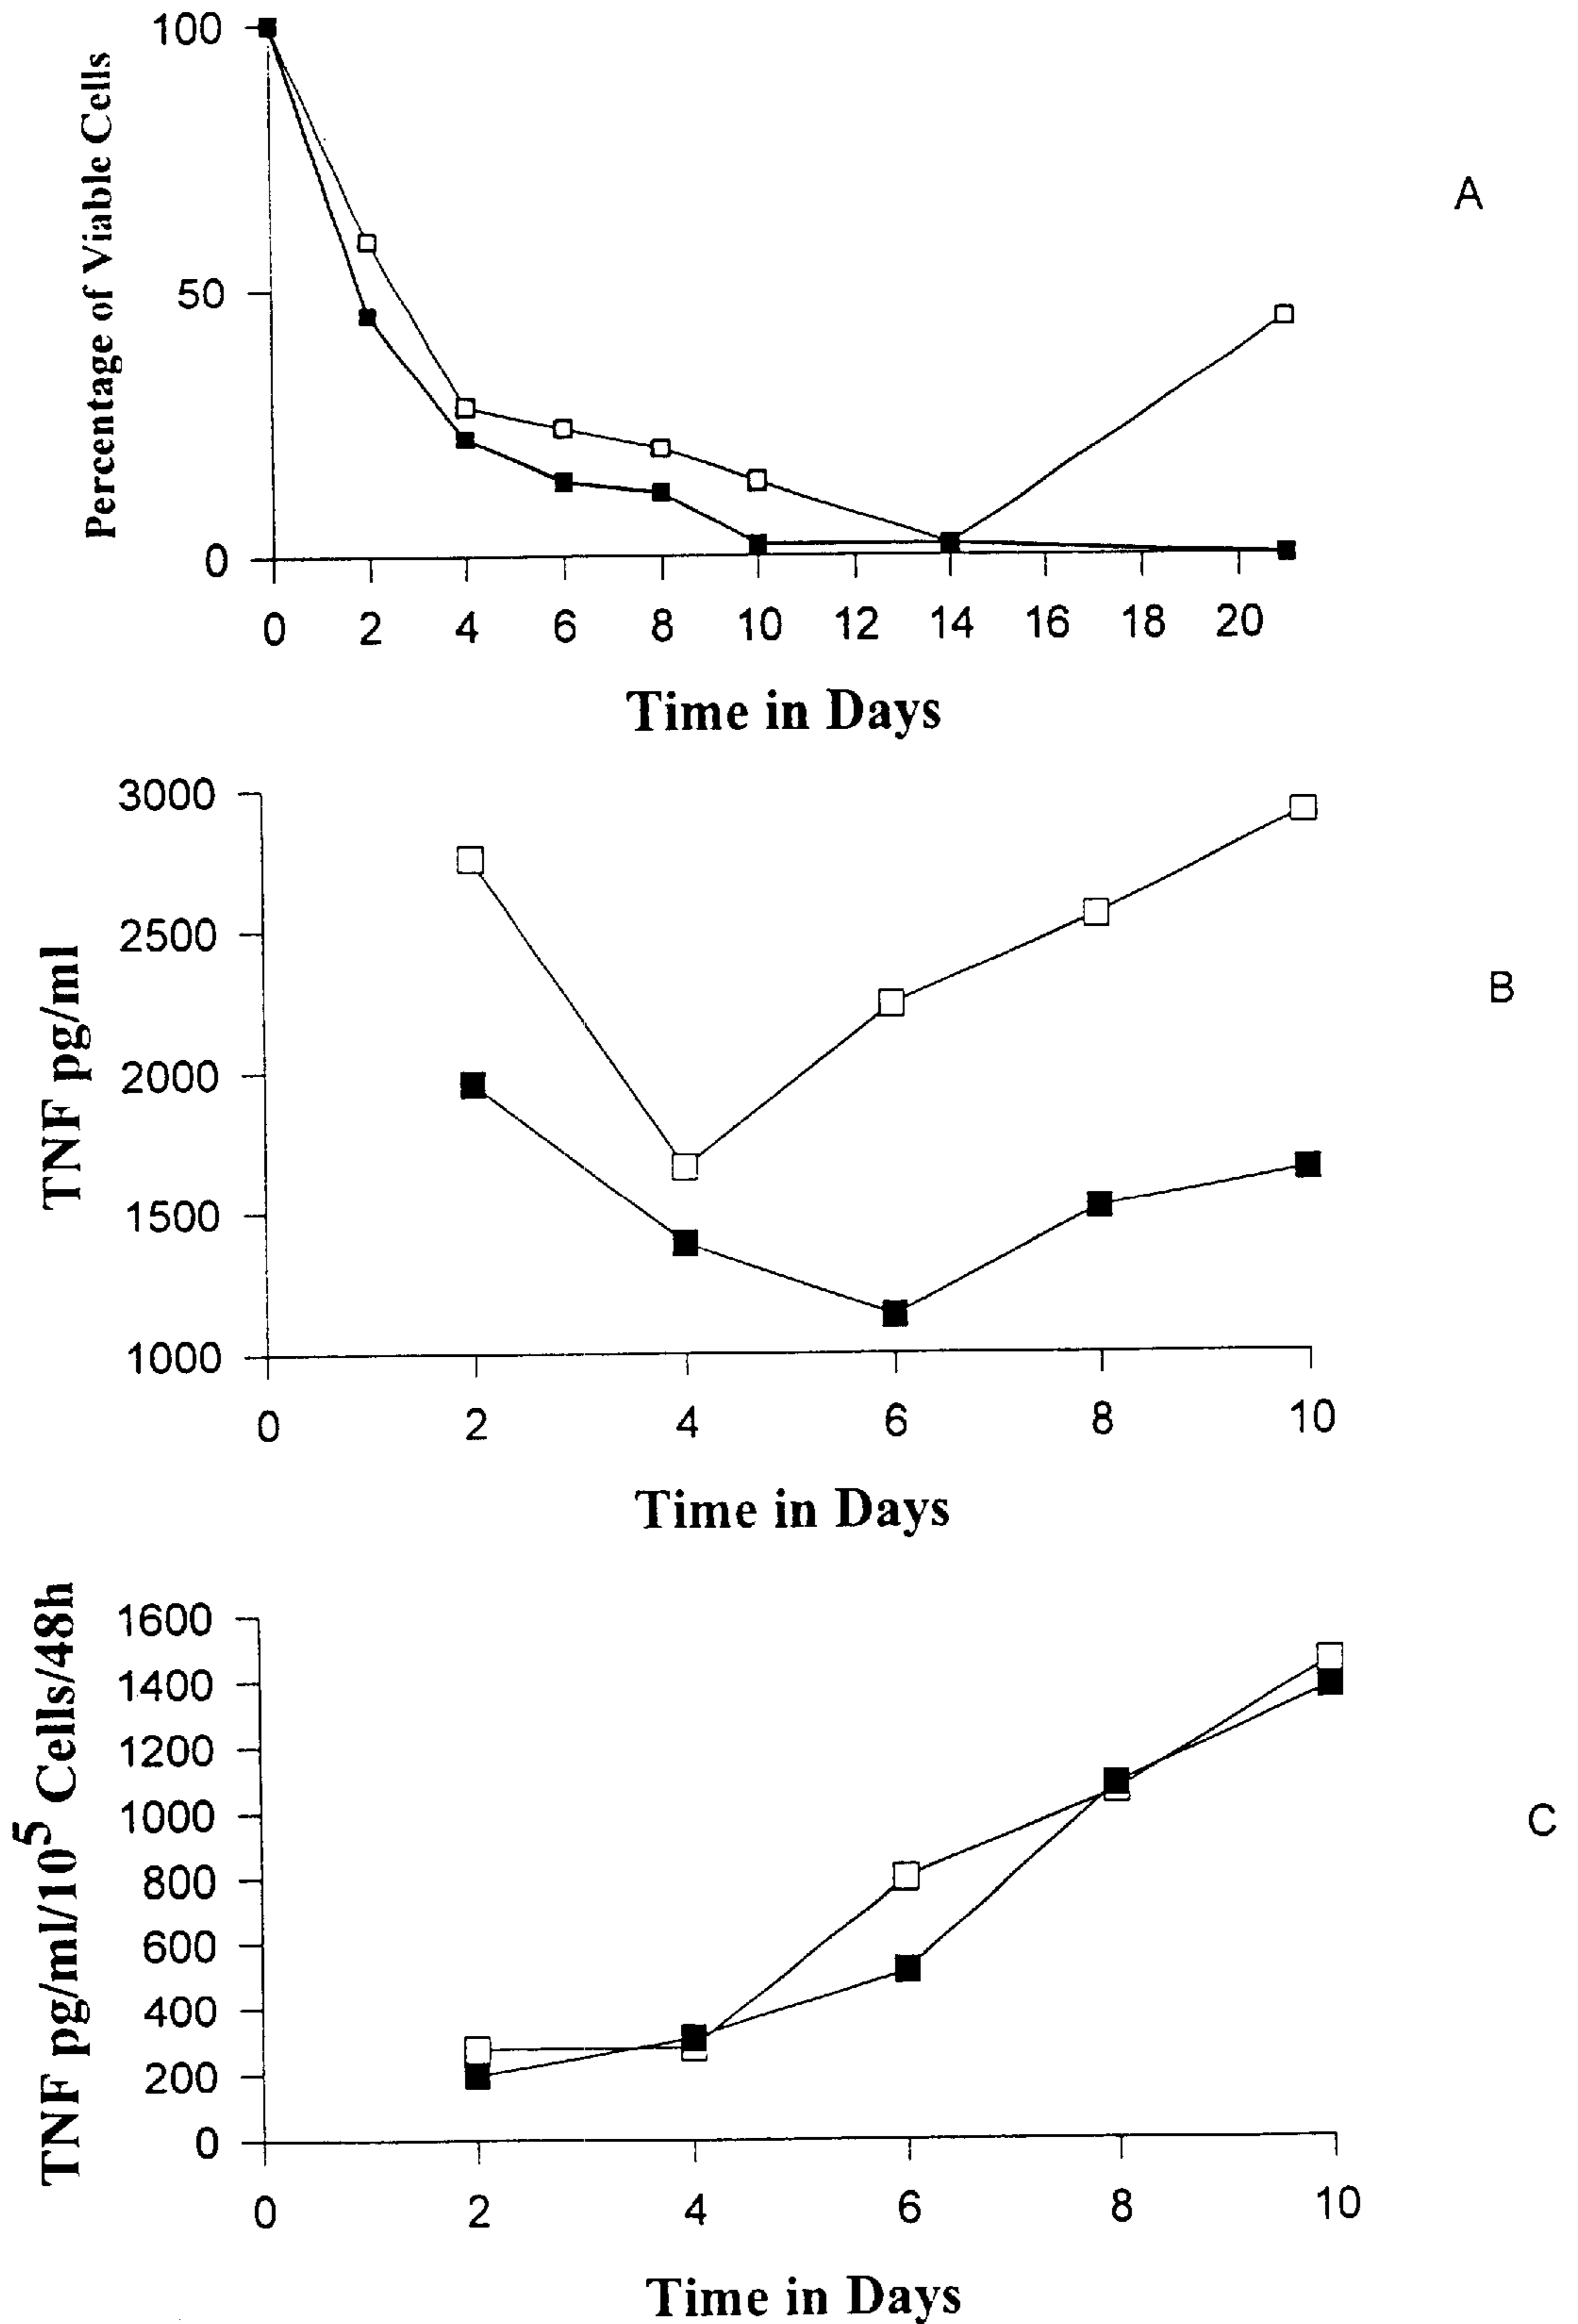 100
50
0
Percentage of Viable Cells
A
0 2 4 6 8 10 12 14 16 18 20
Time in Days
3000
2500
2000
1500
1000
TNF pg/ml
B
0 2 4 6 8 10
Time in Days
1600
1400
1200
1000
800
600
400
200
0
TNF pg/ml/10⁵ Cells/48h
C
0 2 4 6 8 10
Time in Days